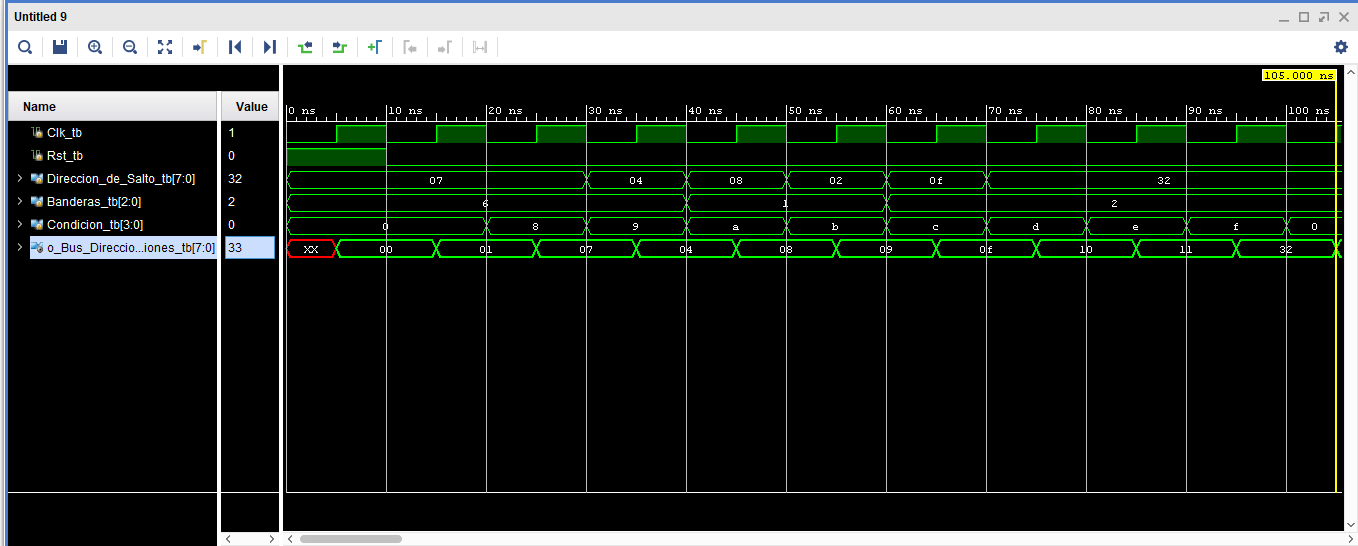 Untitled 9
105.000 ns
Name Value
0 ns 10 ns 20 ns 30 ns 40 ns 50 ns 60 ns 70 ns 80 ns 90 ns 100 ns
Clk_tb 1
Rst_tb 0
Direccion_de_Salto_tb[7:0] 32 07 04 08 02 0f 32
Banderas_tb[2:0] 2 6 1 2
Condicion_tb[3:0] 0 0 8 9 a b c d e f 0
o_Bus_Direccio...iones_tb[7:0] 33 XX 00 01 07 04 08 09 0f 10 11 32